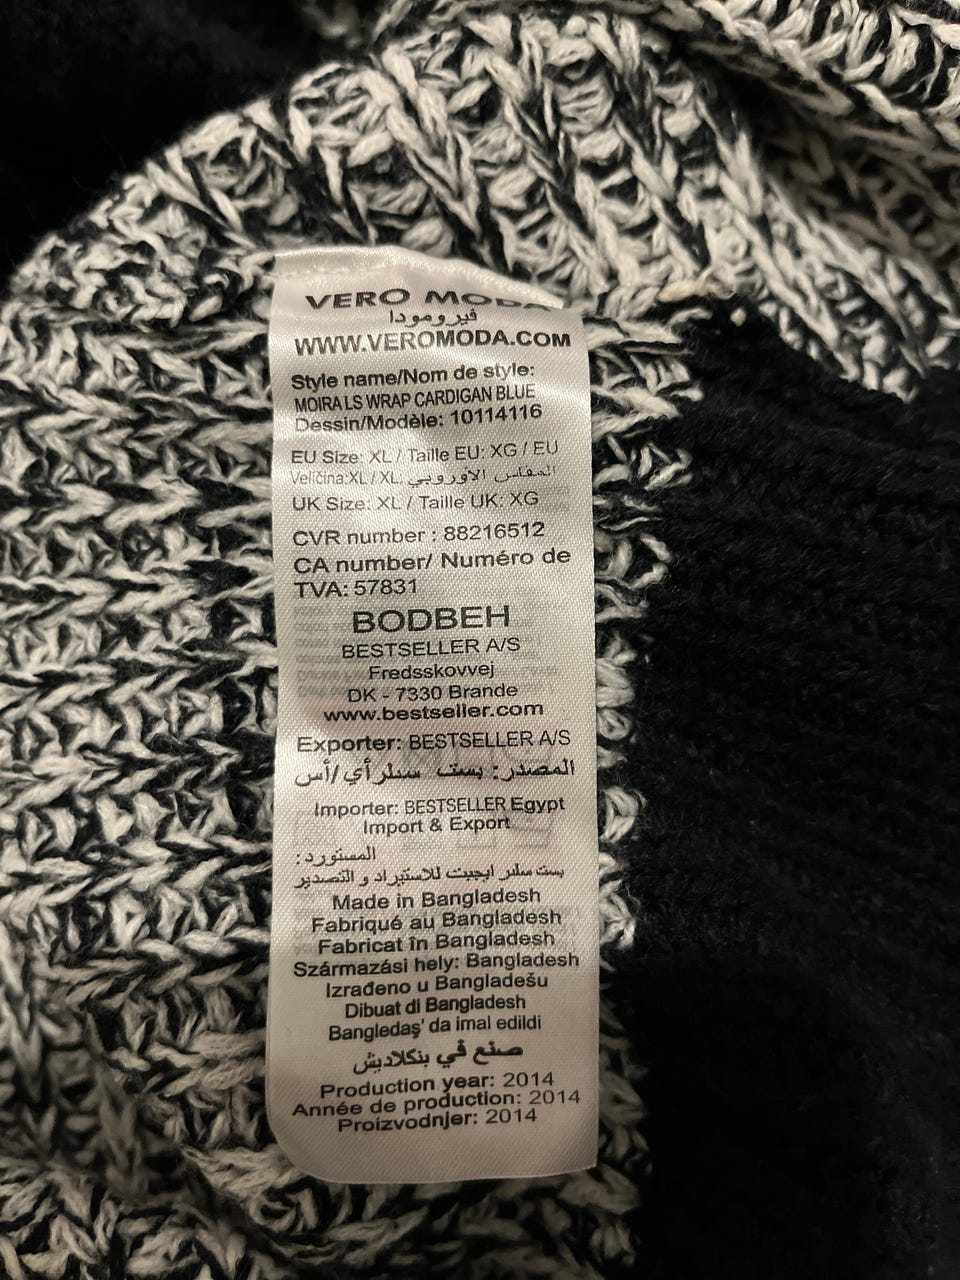 VERO MODA
فيرومودا
WWW.VEROMODA.COM
Style name/Nom de style:
MOIRA LS WRAP CARDIGAN BLUE
Dessin/Modèle: 10114116
EU Size: XL / Taille EU: XG / EU
Veličina:XL / XL: المقاس الاوروبي
UK Size: XL / Taille UK: XG
CVR number : 88216512
CA number/ Numéro de
TVA: 57831
BODBEH
BESTSELLER A/S
Fredsskovvej
DK - 7330 Brande
www.bestseller.com
Exporter: BESTSELLER A/S
المصدر: بست سلر أي/أس
Importer: BESTSELLER Egypt
Import & Export
المستورد:
بست سلر ايجيبت للاستيراد و التصدير
Made in Bangladesh
Fabriqué au Bangladesh
Fabricat în Bangladesh
Származási hely: Bangladesh
Izrađeno u Bangladešu
Dibuat di Bangladesh
Bangledaş' da imal edildi
صنع في بنكلاديش
Production year: 2014
Année de production: 2014
Proizvodnjer: 2014